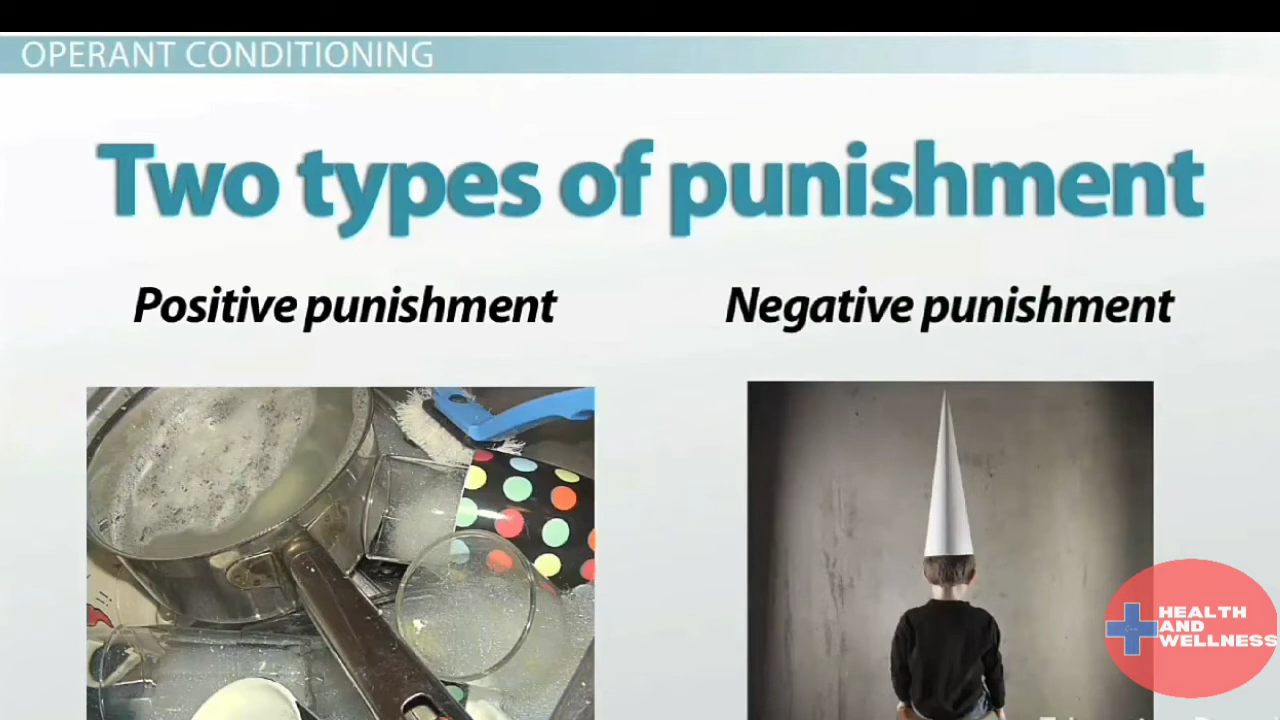 OPERANT CONDITIONING
Two types of punishment
Positive punishment
Negative punishment
HEALTH
AND
WELLNESS